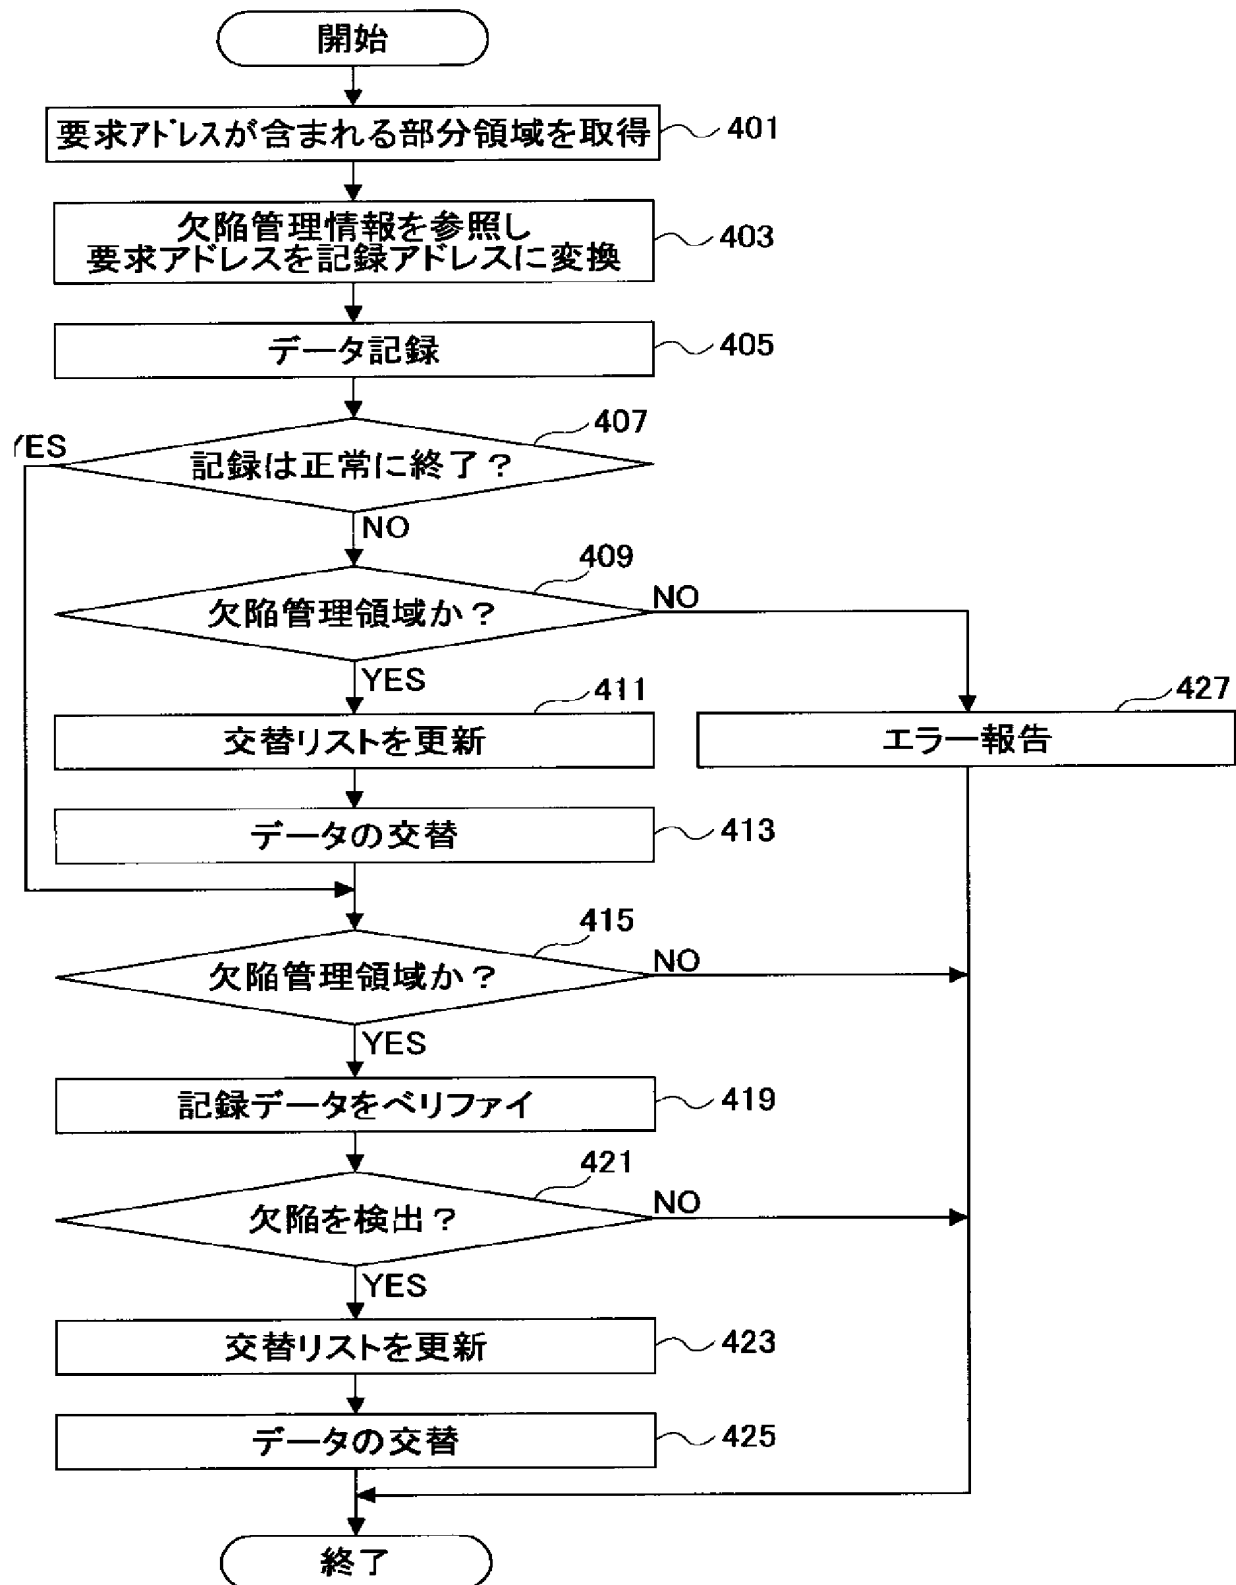 開始
要求アドレスが含まれる部分領域を取得
401
欠陥管理情報を参照し
要求アドレスを記録アドレスに変換
403
データ記録
405
407
YES
記録は正常に終了？
NO
409
欠陥管理領域か？
NO
YES
411
交替リストを更新
427
エラー報告
データの交替
413
415
欠陥管理領域か？
NO
YES
記録データをベリファイ
419
421
欠陥を検出？
NO
YES
交替リストを更新
423
データの交替
425
終了